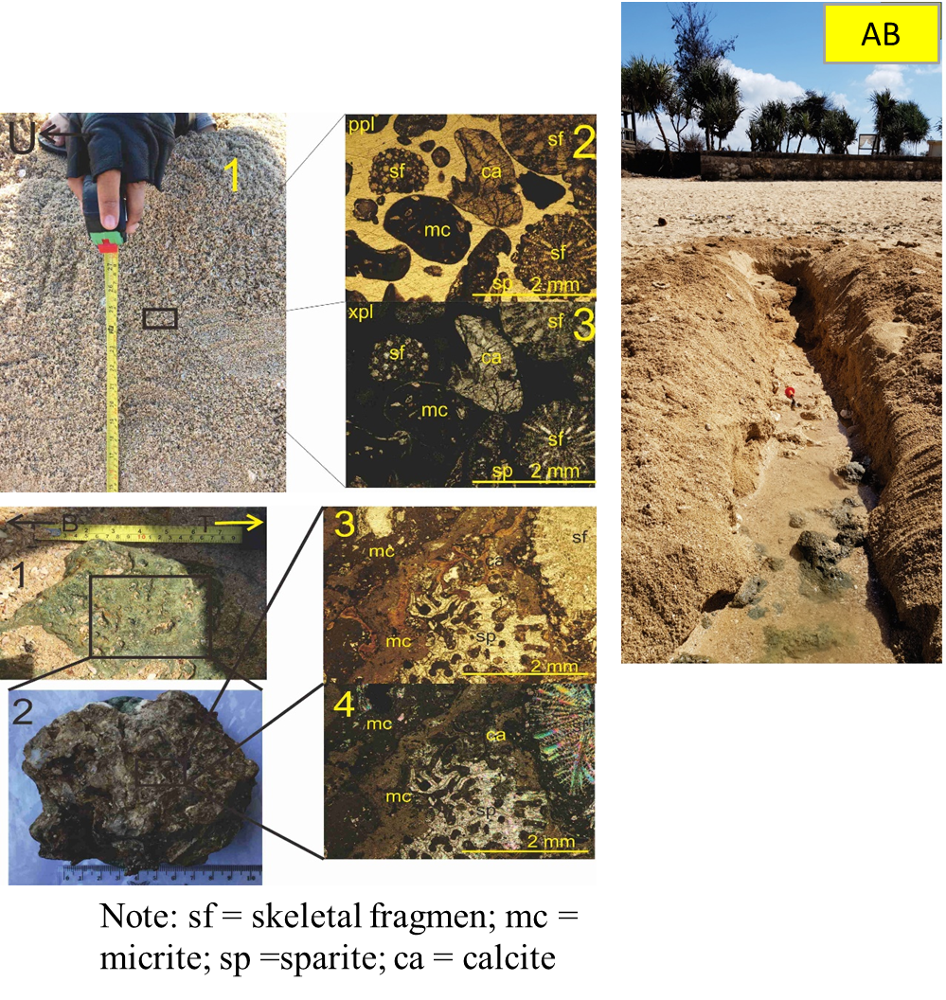 AB
U
1
ppl
sf
2
sf
ca
mc
sf
sp 2 mm
xpl
sf
3
sf
ca
mc
sf
sp 2 mm
B
T
1
2
3
mc
sf
mc
sp
2 mm
4
mc
ca
mc
sp
2 mm
Note: sf = skeletal fragmen; mc =
micrite; sp =sparite; ca = calcite